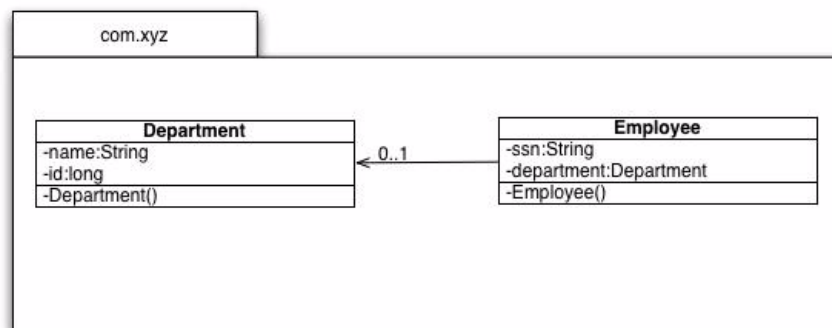 com.xyz
Department
-name:String
-id:long
-Department()
0..1
Employee
-ssn:String
-department:Department
-Employee()